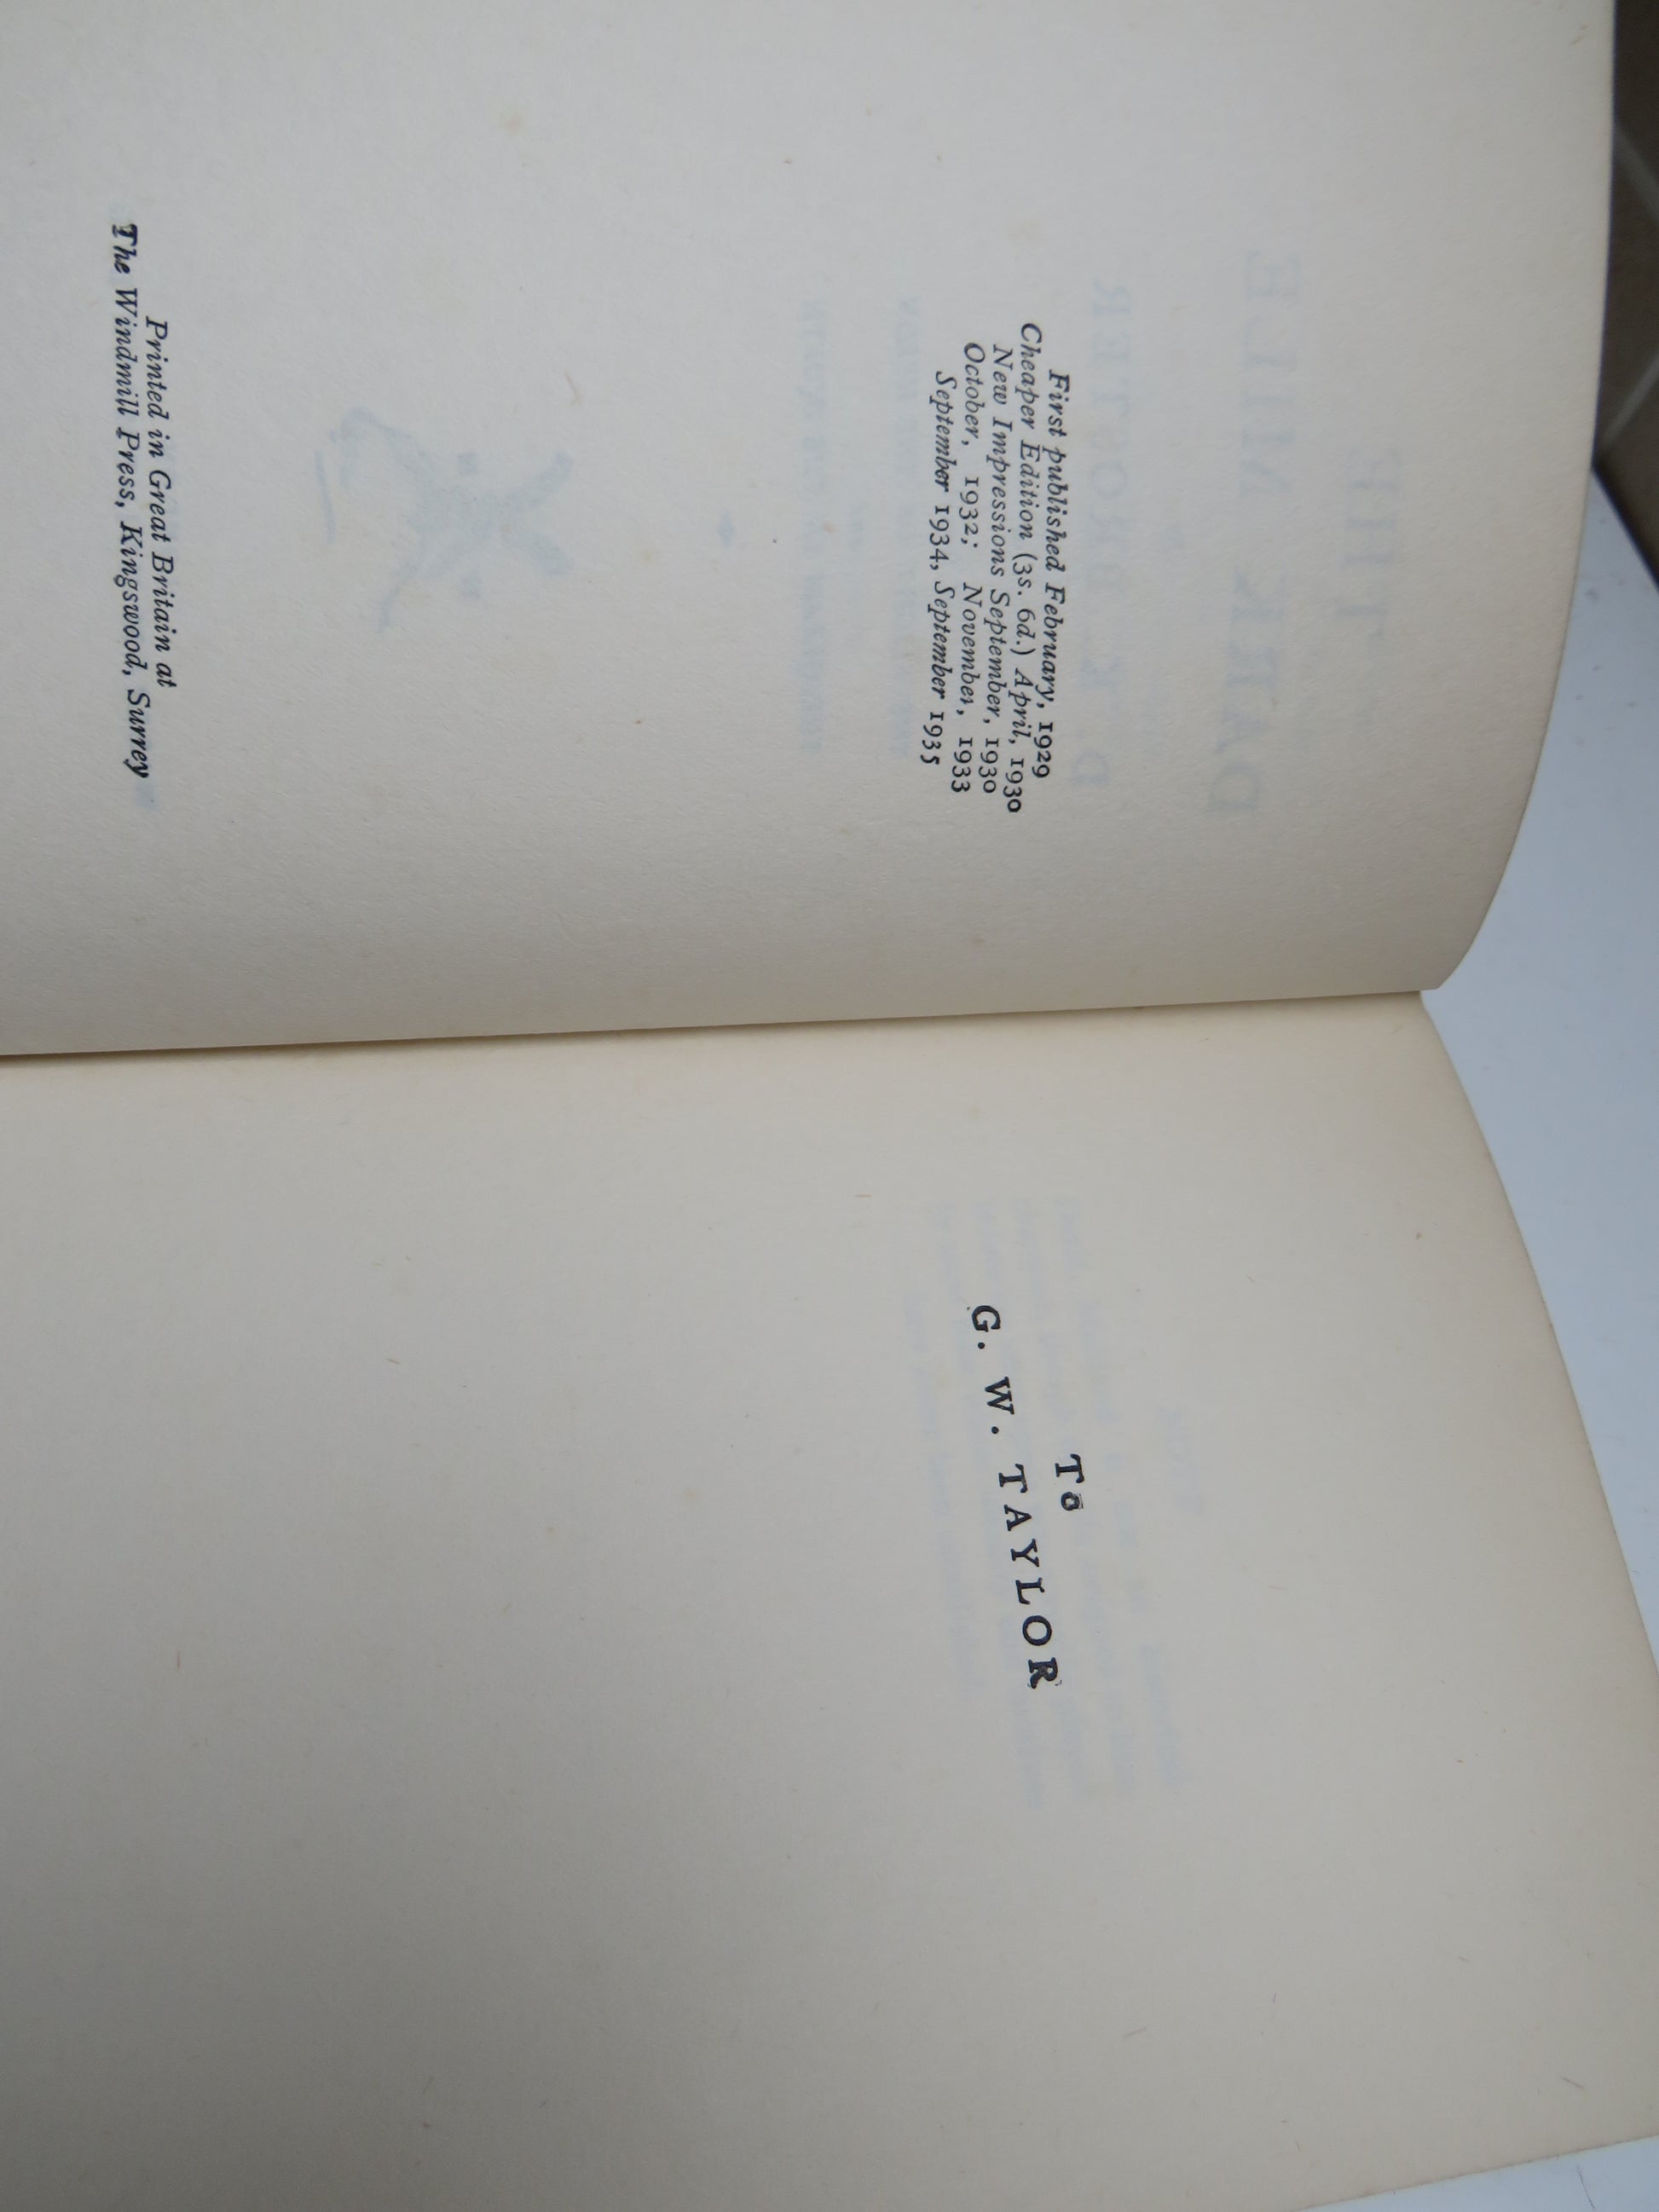 First published February, 1929
Cheaper Edition (3s. 6d.) April, 1930
New Impressions September, 1930
October, 1932; November, 1933
September 1934, September 1935
Printed in Great Britain at
The Windmill Press, Kingswood, Surrey
To
G. W. TAYLOR